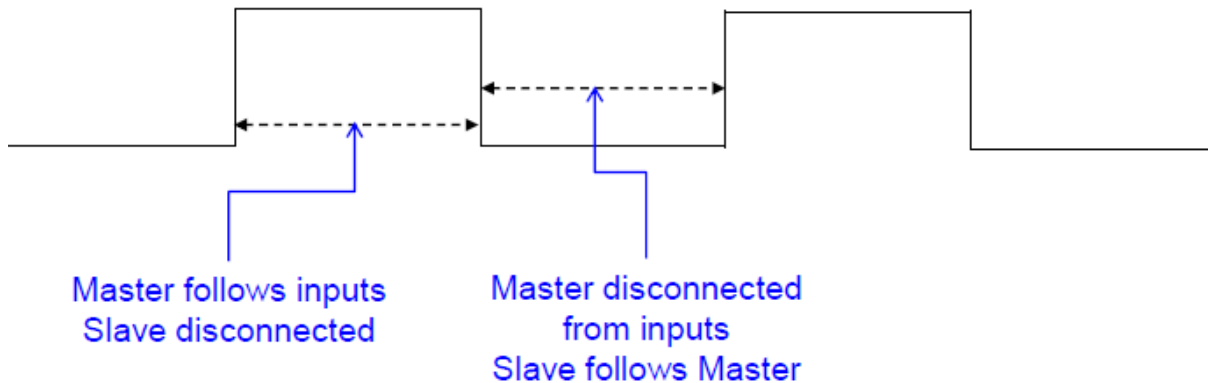 Master follows inputs
Slave disconnected
Master disconnected
from inputs
Slave follows Master